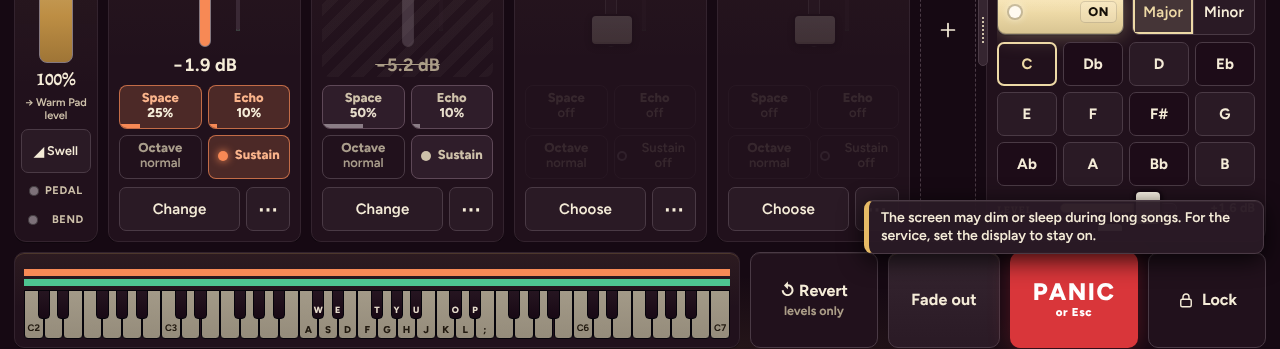 100%
→ Warm Pad
level
Swell
PEDAL
BEND
-1.9 dB
Space
25%
Echo
10%
Octave
normal
Sustain
Change
...
-5.2 dB
Space
50%
Echo
10%
Octave
normal
Sustain
Change
...
Space
off
Echo
off
Octave
normal
Sustain
off
Choose
...
Space
off
Echo
off
Octave
normal
Sustain
off
Choose
+
ON
Major
Minor
C
Db
D
Eb
E
F
F#
G
Ab
A
Bb
B
The screen may dim or sleep during long songs. For the
service, set the display to stay on.
W E T Y U O P
C2 C3 A S D F G H J K L ; C6 C7
Revert
levels only
Fade out
PANIC
or Esc
Lock